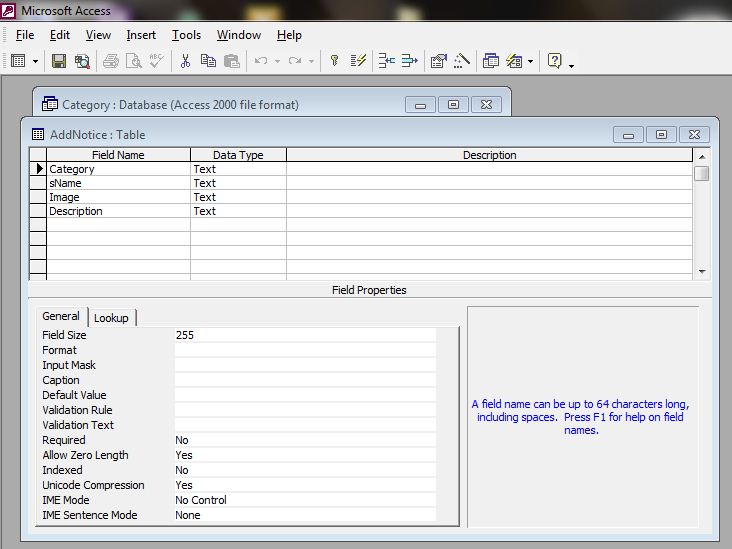 Microsoft Access
File Edit View Insert Tools Window Help
Category : Database (Access 2000 file format)
AddNotice : Table
Field Name Data Type Description
Category Text
sName Text
Image Text
Description Text
Field Properties
General Lookup
Field Size 255
Format
Input Mask
Caption
Default Value
Validation Rule
Validation Text
Required No
Allow Zero Length Yes
Indexed No
Unicode Compression Yes
IME Mode No Control
IME Sentence Mode None
A field name can be up to 64 characters long,
including spaces. Press F1 for help on field
names.